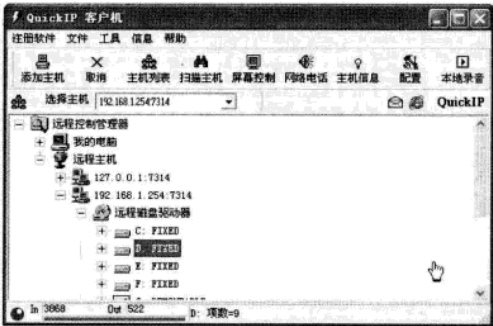 QuickIP 客户机
注册软件 文件 工具 信息 帮助
添加主机 取消 主机列表 扫描主机 屏幕控制 网络电话 主机信息 配置 本地录音
选择主机 192.168.1.254:7314 QuickIP
远程控制管理器
我的电脑
远程主机
127.0.0.1:7314
192.168.1.254:7314
远程磁盘驱动器
C: FIXED
D: FIXED
E: FIXED
F: FIXED
In 3868 Out 522 D: 项数=9